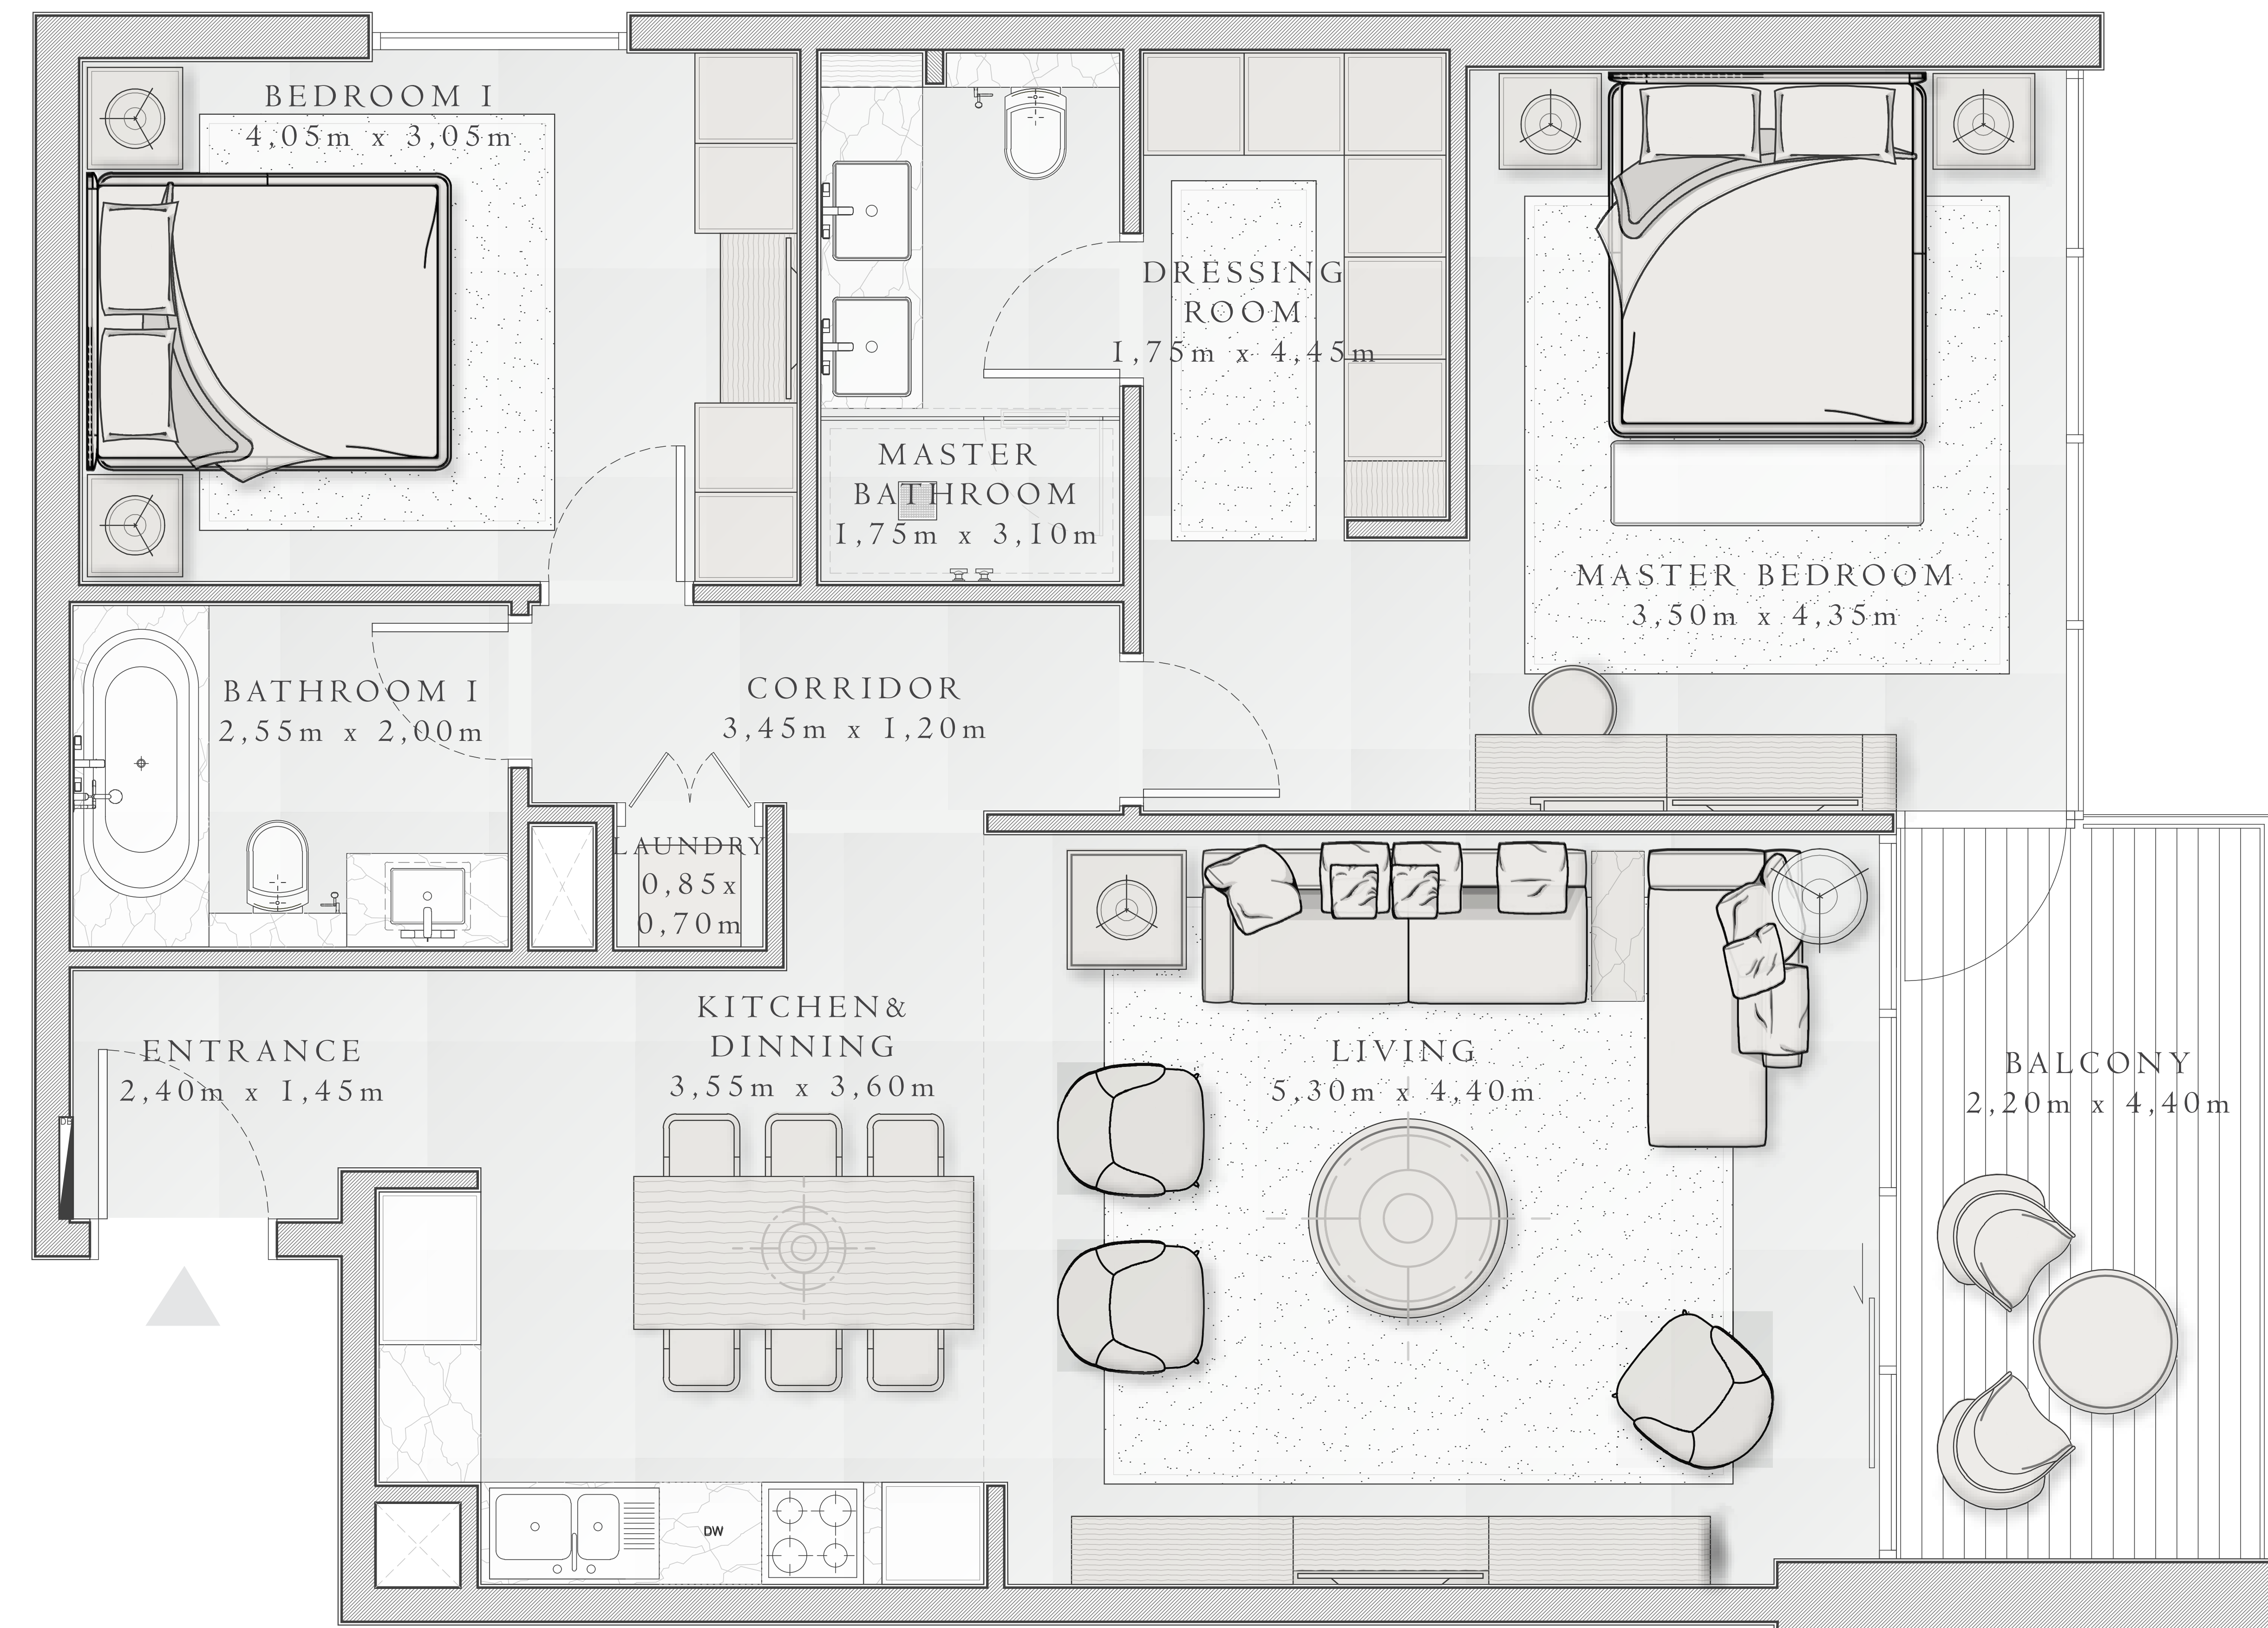 BEDROOM I
4,05m x 3,05m
DRESSING
ROOM
1,75m x 4,45m
MASTER
BATHROOM
1,75m x 3,10m
MASTER BEDROOM
3,50m x 4,35m
BATHROOM I
2,55m x 2,00m
CORRIDOR
3,45m x 1,20m
LAUNDRY
0,85x
0,70m
ENTRANCE
2,40m x 1,45m
KITCHEN&
DINNING
3,55m x 3,60m
LIVING
5,30m x 4,40m
BALCONY
2,20m x 4,40m
DW